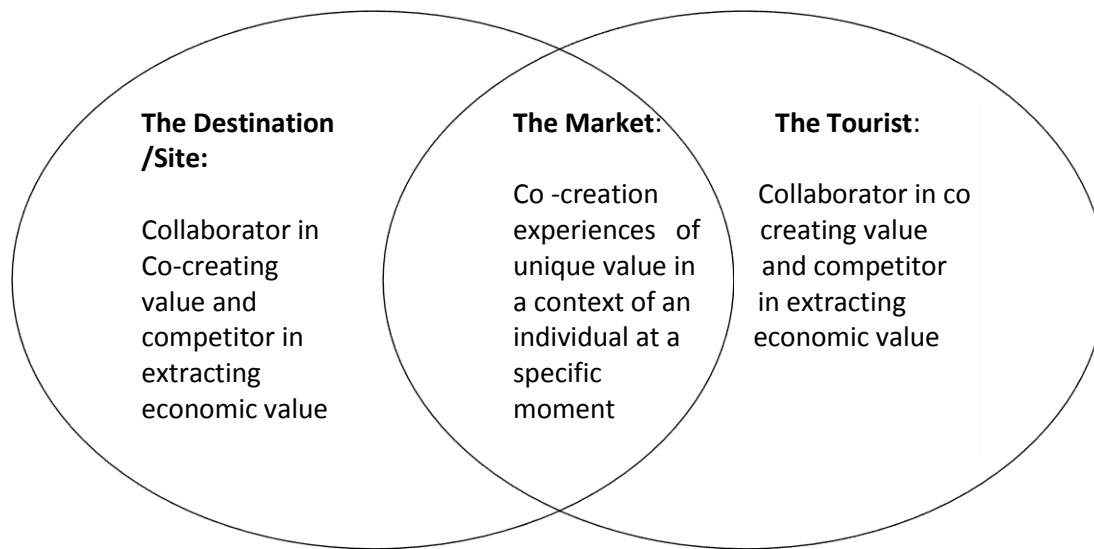 The Destination
/Site:
Collaborator in
Co-creating
value and
competitor in
extracting
economic value
The Market:
Co -creation
experiences of
unique value in
a context of an
individual at a
specific
moment
The Tourist:
Collaborator in co
creating value
and competitor
in extracting
economic value